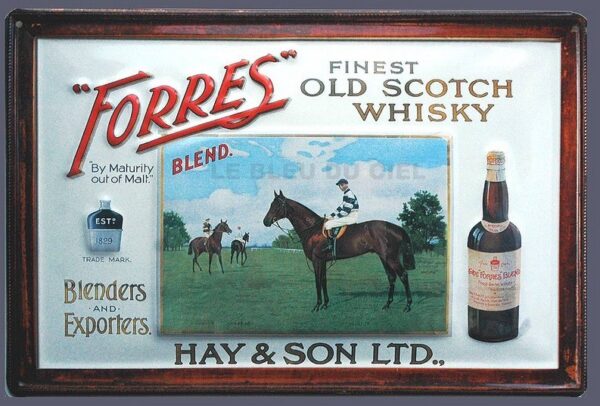 "FORRES"
BLEND.
FINEST
OLD SCOTCH
WHISKY
"By Maturity
out of Malt."
LE BLEU DU CIEL
ESTD
1829
TRADE MARK.
Blenders
AND
Exporters.
HAY & SON LTD.,